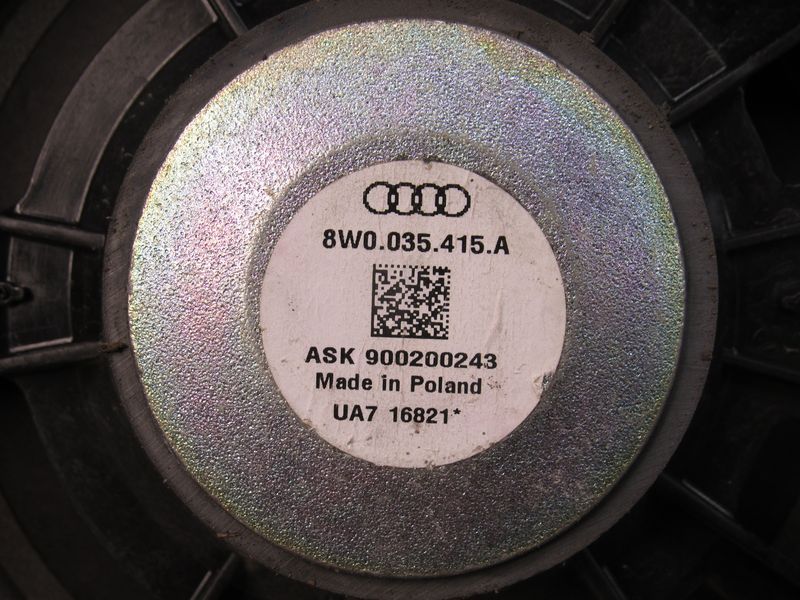 8W0.035.415.A
ASK 900200243
Made in Poland
UA7 16821*